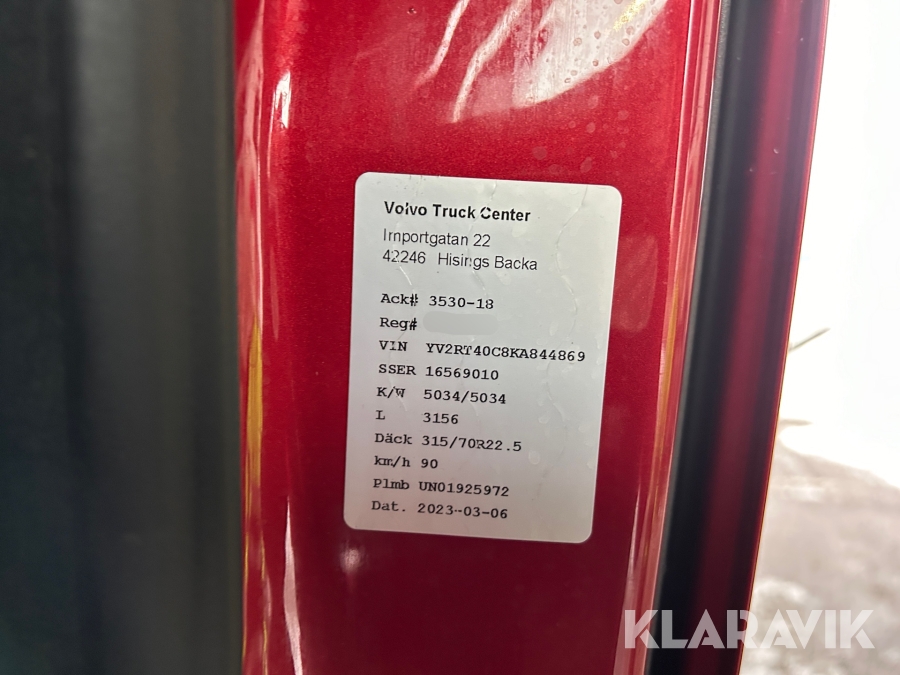 Volvo Truck Center
Importgatan 22
42246 Hisings Backa
Ack# 3530-18
Reg#
VIN YV2RT40C8KA844869
SSER 16569010
K/W 5034/5034
L 3156
Däck 315/70R22.5
km/h 90
Plmb UN01925972
Dat. 2023-03-06
KLARAVIK